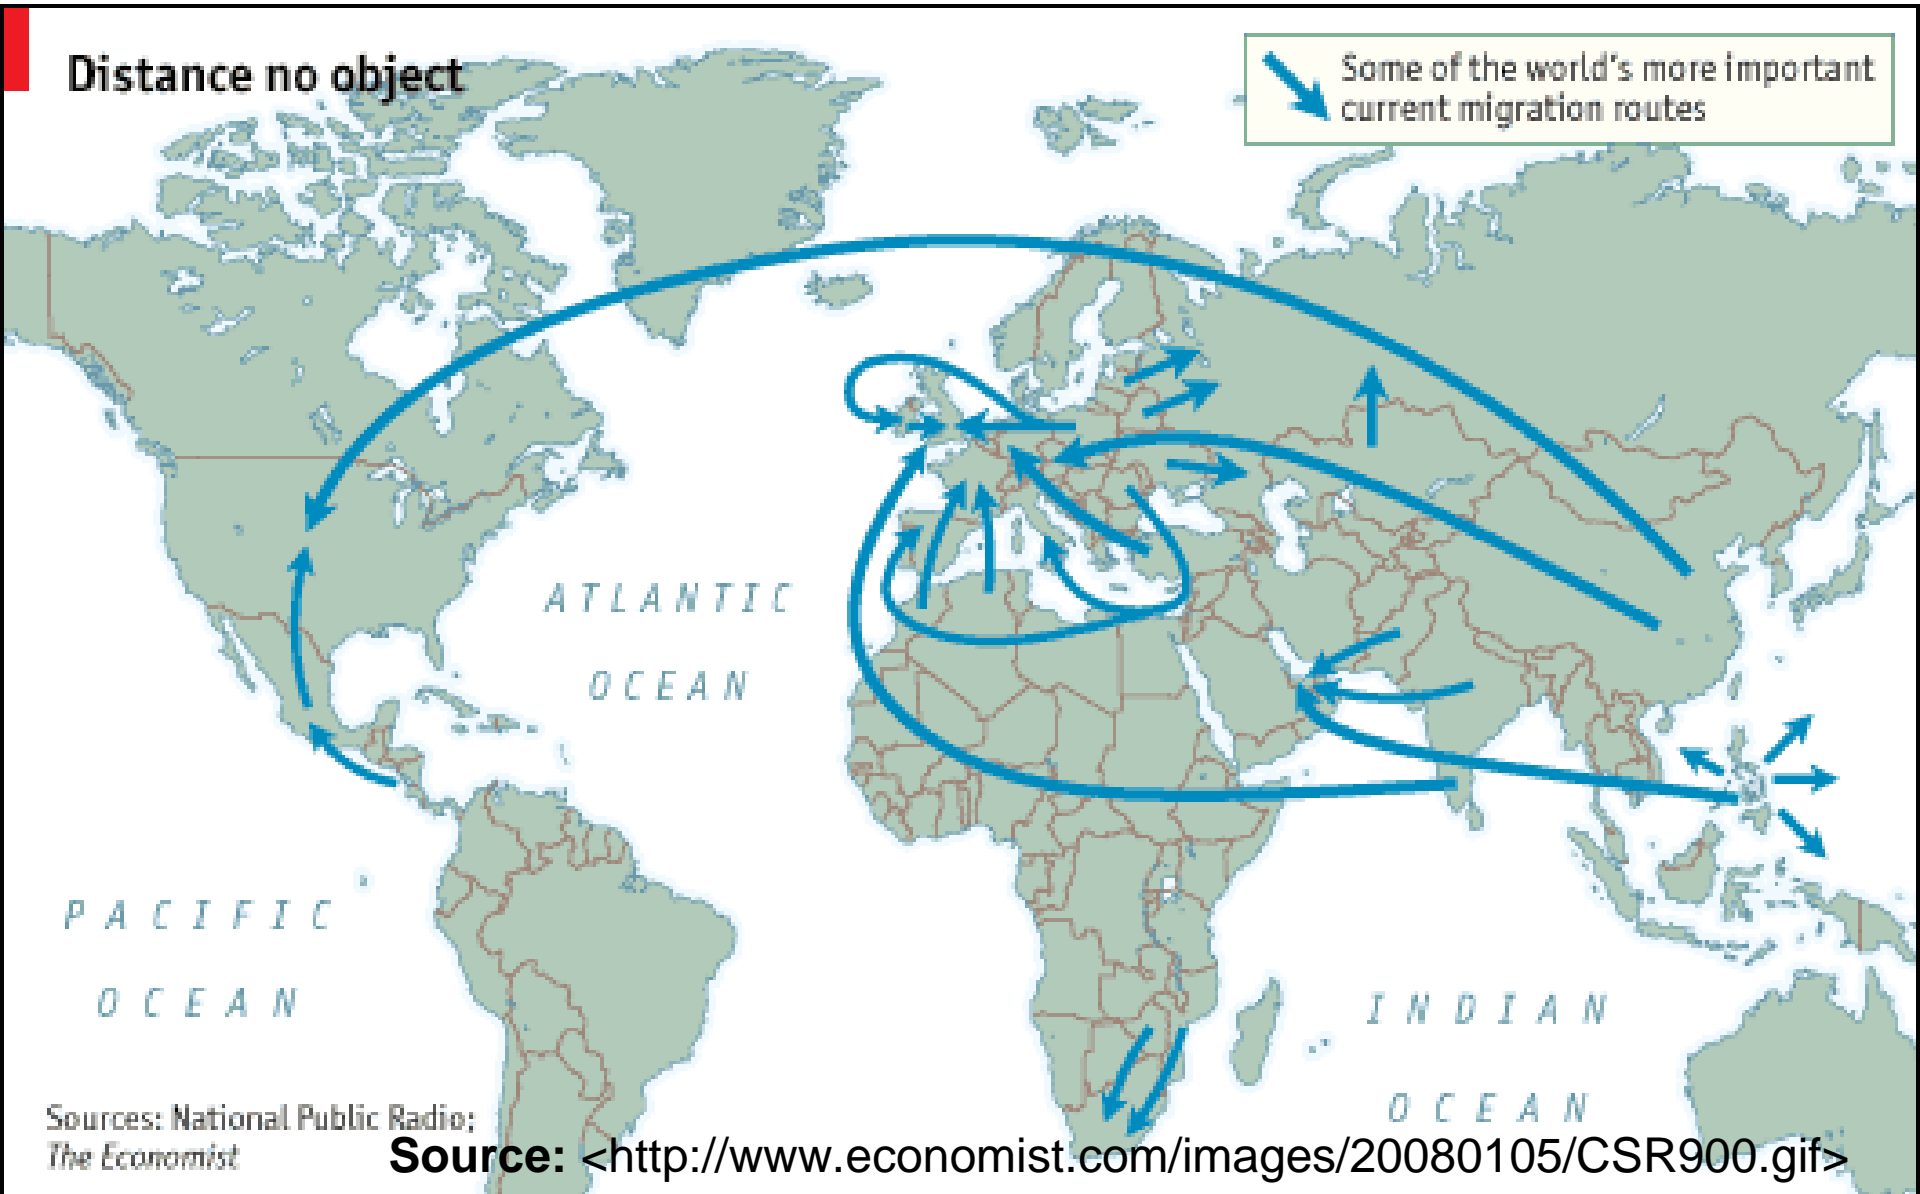 Distance no object
Some of the world's more important
current migration routes
ATLANTIC
OCEAN
PACIFIC
OCEAN
INDIAN
OCEAN
Sources: National Public Radio;
The Economist
Source: <http://www.economist.com/images/20080105/CSR900.gif>